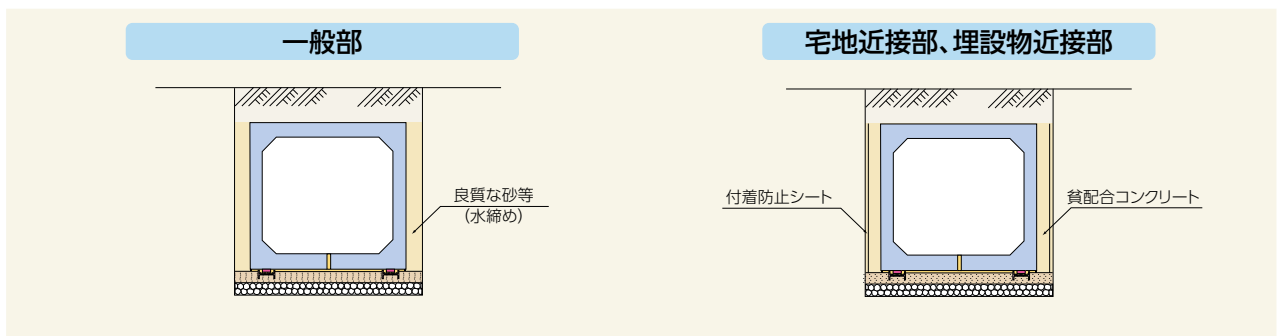 一般部
良質な砂等
(水締め)
宅地近接部、埋設物近接部
付着防止シート
貧配合コンクリート